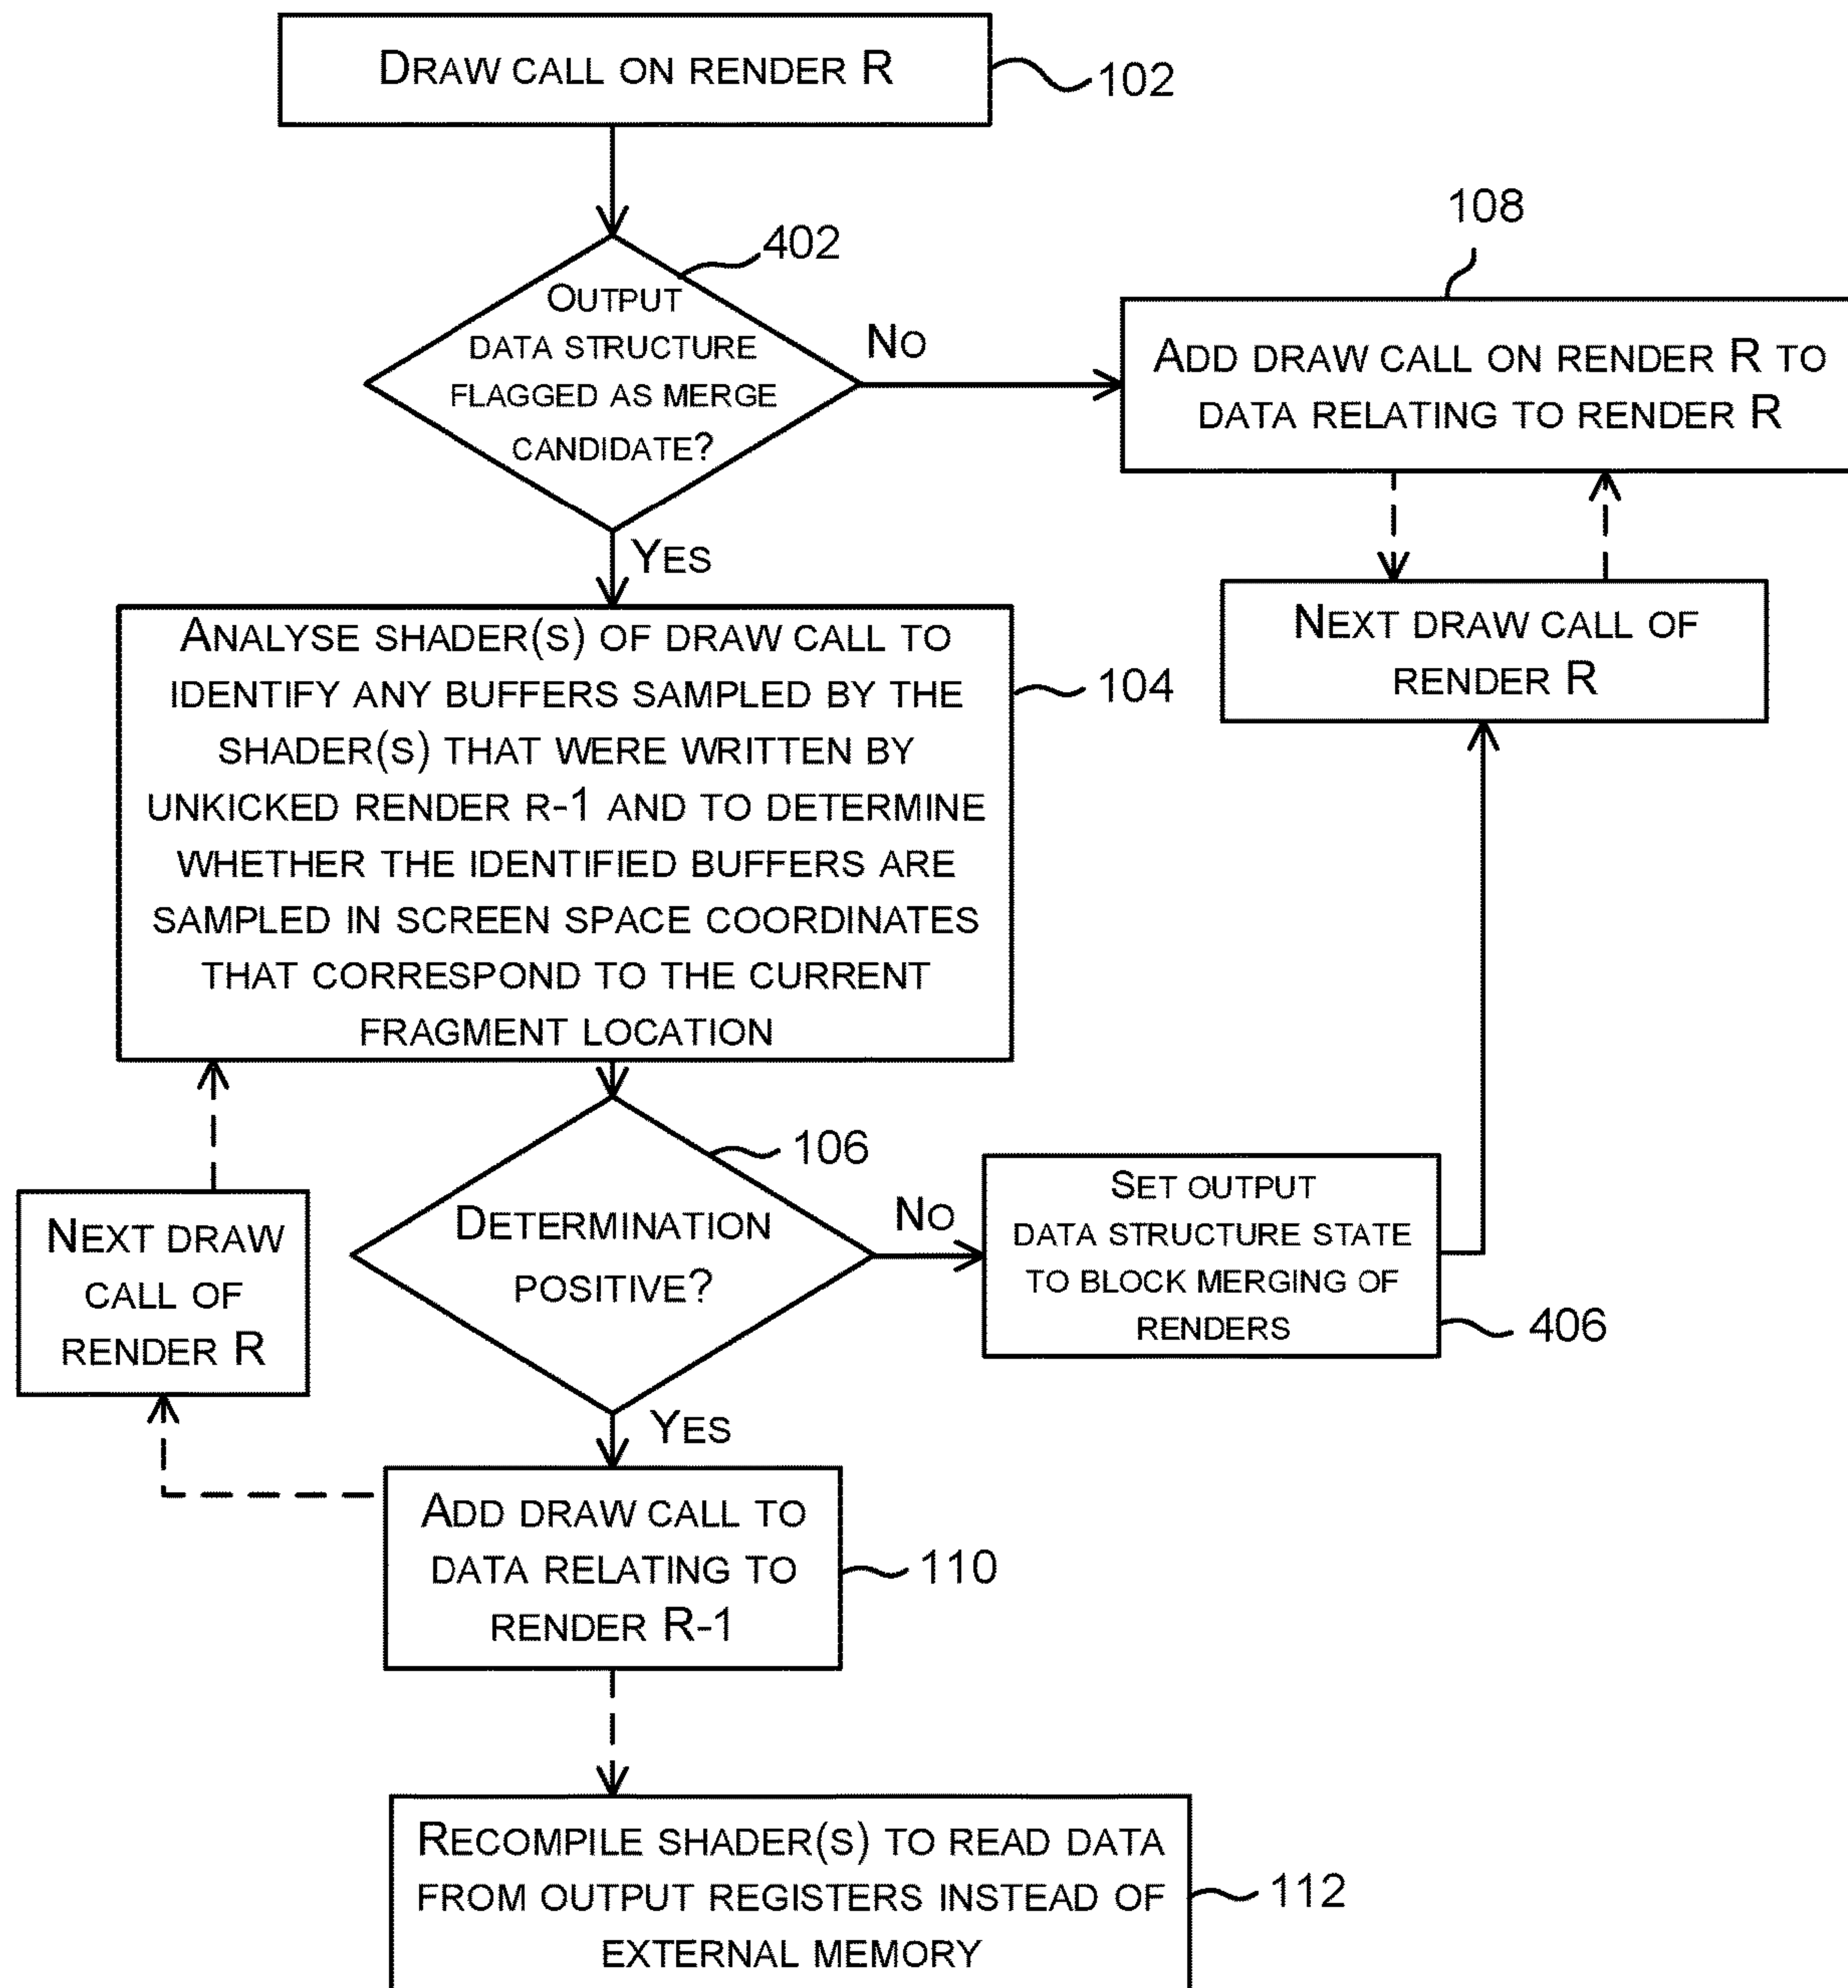 DRAW CALL ON RENDER R
102
402
OUTPUT
DATA STRUCTURE
FLAGGED AS MERGE
CANDIDATE?
NO
YES
108
ADD DRAW CALL ON RENDER R TO
DATA RELATING TO RENDER R
NEXT DRAW CALL OF
RENDER R
ANALYSE SHADER(S) OF DRAW CALL TO
IDENTIFY ANY BUFFERS SAMPLED BY THE
SHADER(S) THAT WERE WRITTEN BY
UNKICKED RENDER R-1 AND TO DETERMINE
WHETHER THE IDENTIFIED BUFFERS ARE
SAMPLED IN SCREEN SPACE COORDINATES
THAT CORRESPOND TO THE CURRENT
FRAGMENT LOCATION
104
106
DETERMINATION
POSITIVE?
NO
YES
NEXT DRAW
CALL OF
RENDER R
SET OUTPUT
DATA STRUCTURE STATE
TO BLOCK MERGING OF
RENDERS
406
ADD DRAW CALL TO
DATA RELATING TO
RENDER R-1
110
RECOMPILE SHADER(S) TO READ DATA
FROM OUTPUT REGISTERS INSTEAD OF
EXTERNAL MEMORY
112